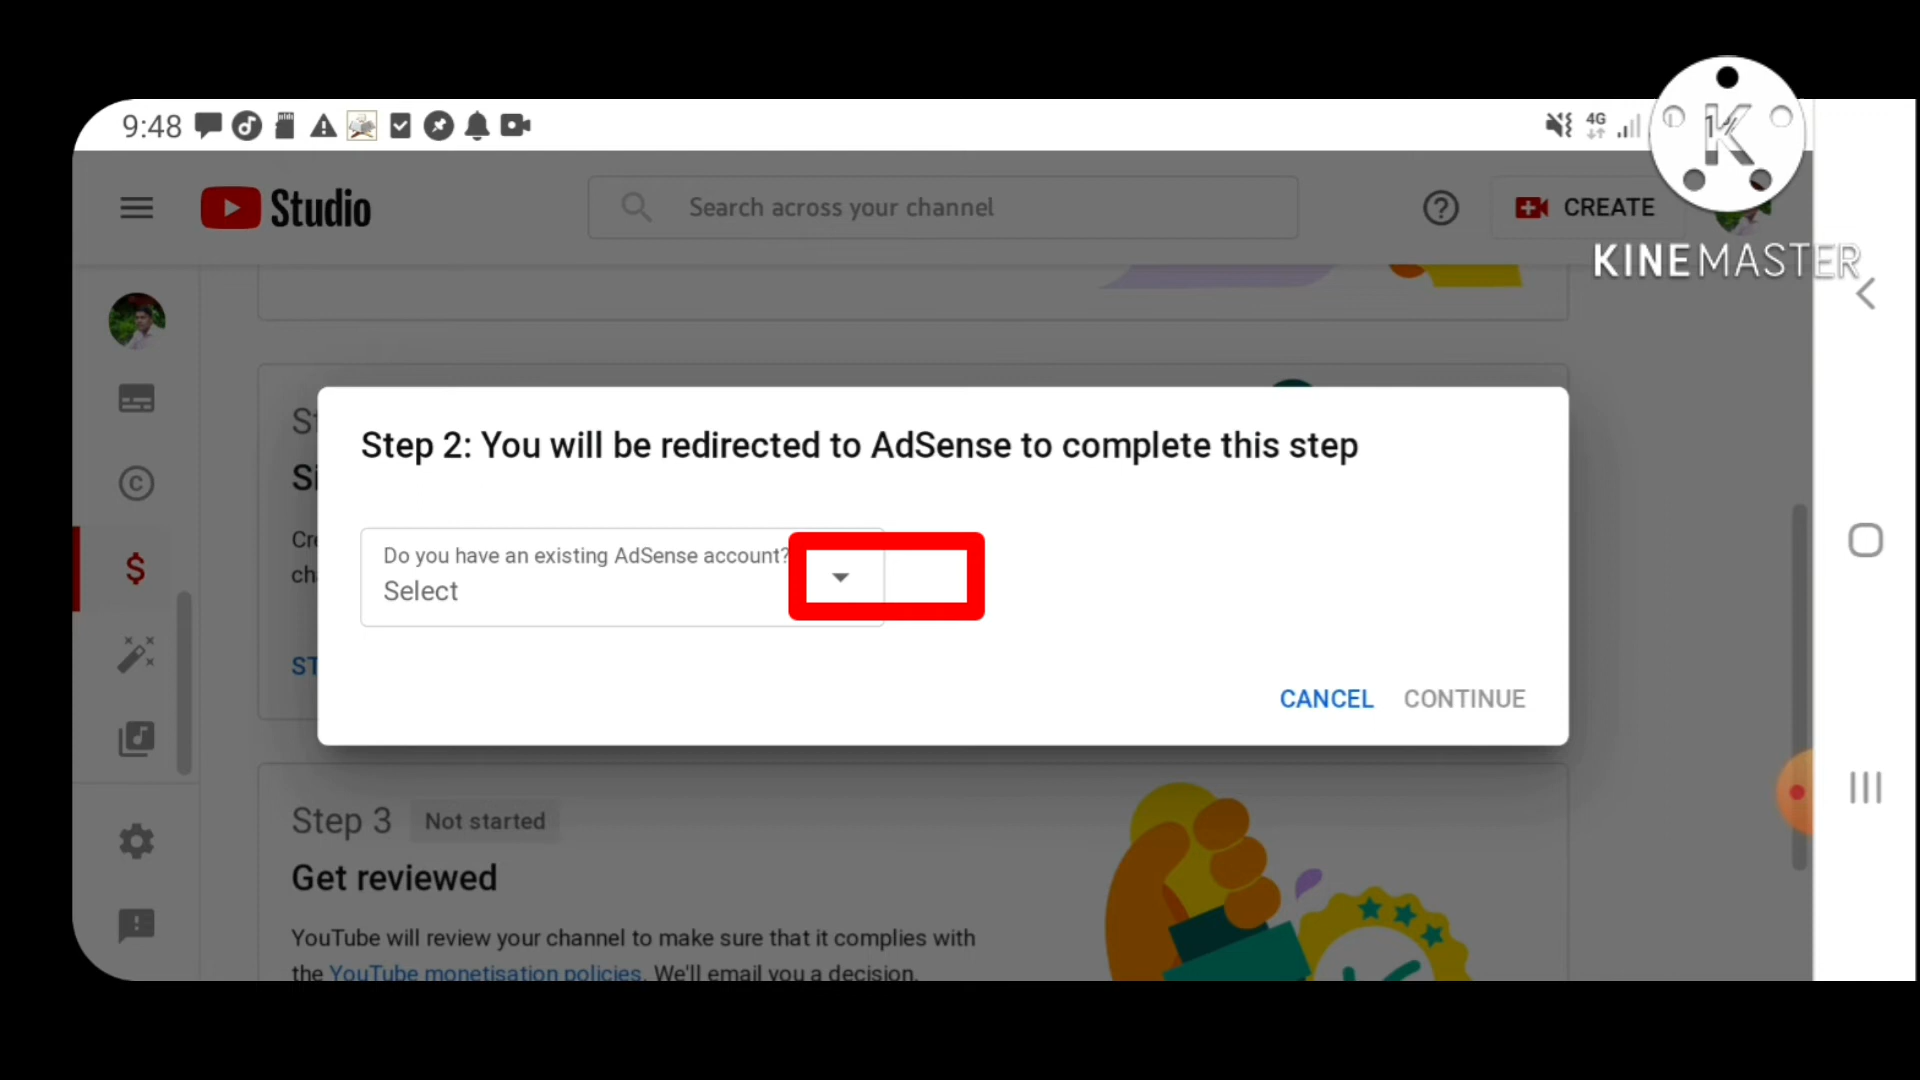 9:48
4G
KINEMASTER
Studio
Search across your channel
CREATE
Step 2: You will be redirected to AdSense to complete this step
Do you have an existing AdSense account?
Select
CANCEL
CONTINUE
Step 3
Not started
Get reviewed
YouTube will review your channel to make sure that it complies with
the YouTube monetisation policies. We'll email you a decision.